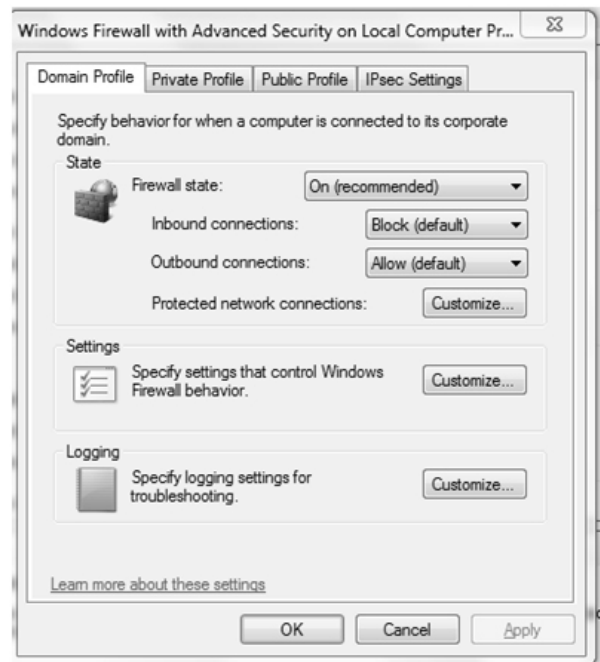 Windows Firewall with Advanced Security on Local Computer Pr...
Domain Profile Private Profile Public Profile IPsec Settings
Specify behavior for when a computer is connected to its corporate
domain.
State
Firewall state: On (recommended)
Inbound connections: Block (default)
Outbound connections: Allow (default)
Protected network connections: Customize...
Settings
Specify settings that control Windows
Firewall behavior.
Customize...
Logging
Specify logging settings for
troubleshooting.
Customize...
Learn more about these settings
OK Cancel Apply